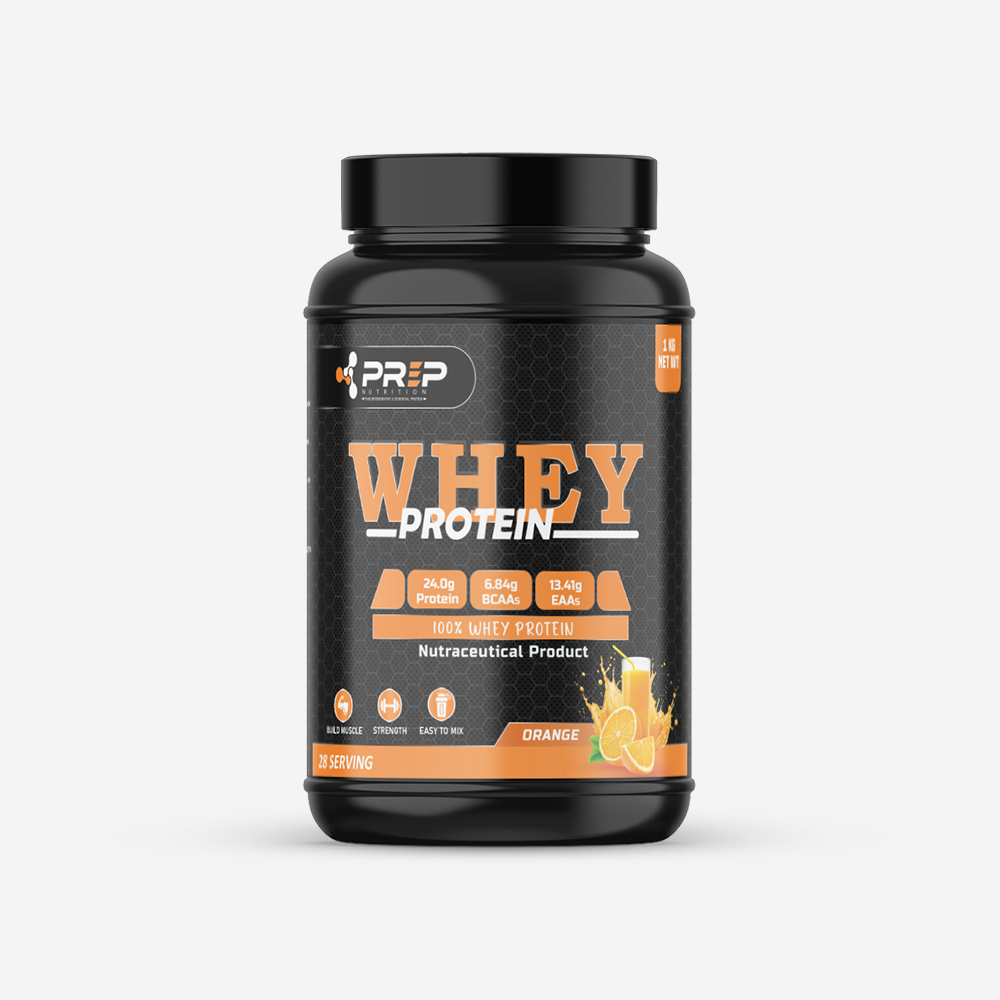 PREP
NUTRITION
1 KG
NET WT
WHEY
PROTEIN
24.0g
Protein
6.84g
BCAAs
13.41g
EAAs
100% WHEY PROTEIN
Nutraceutical Product
BUILD MUSCLE
STRENGTH
EASY TO MIX
ORANGE
28 SERVING